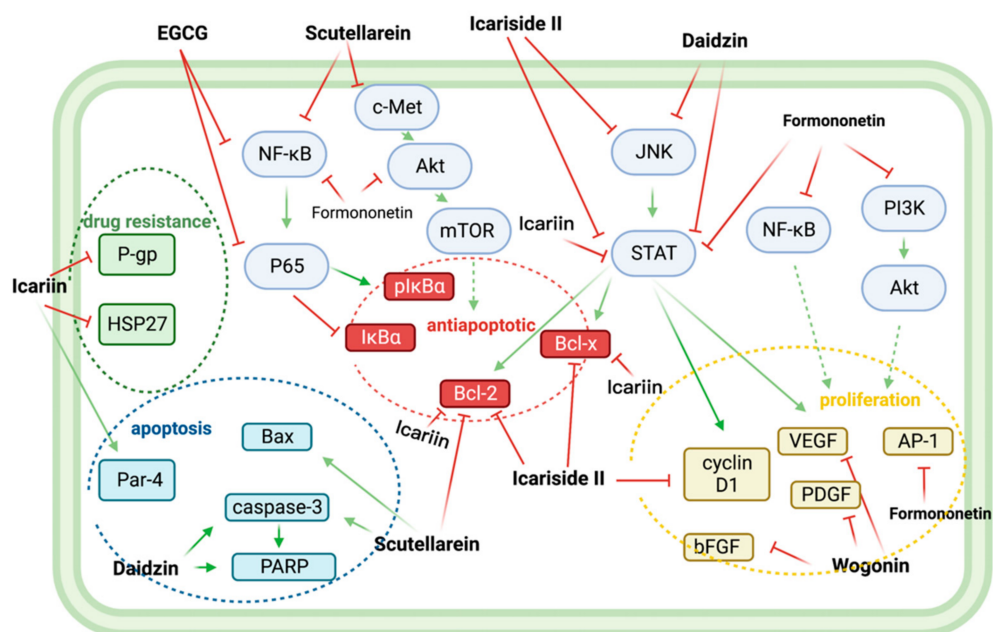 EGCG
Scutellarein
Icariside II
Daidzin
c-Met
Formononetin
NF-κB
Akt
JNK
PI3K
Formononetin
drug resistance
mTOR
Icariin
NF-κB
P-gp
P65
STAT
Akt
Icariin
pIκBα
HSP27
IκBα
antiapoptotic
Bcl-x
Bcl-2
Icariin
proliferation
apoptosis
Bax
Icariin
VEGF
AP-1
Par-4
Icariside II
cyclin
D1
PDGF
caspase-3
Formononetin
Scutellarein
bFGF
Daidzin
PARP
Wogonin